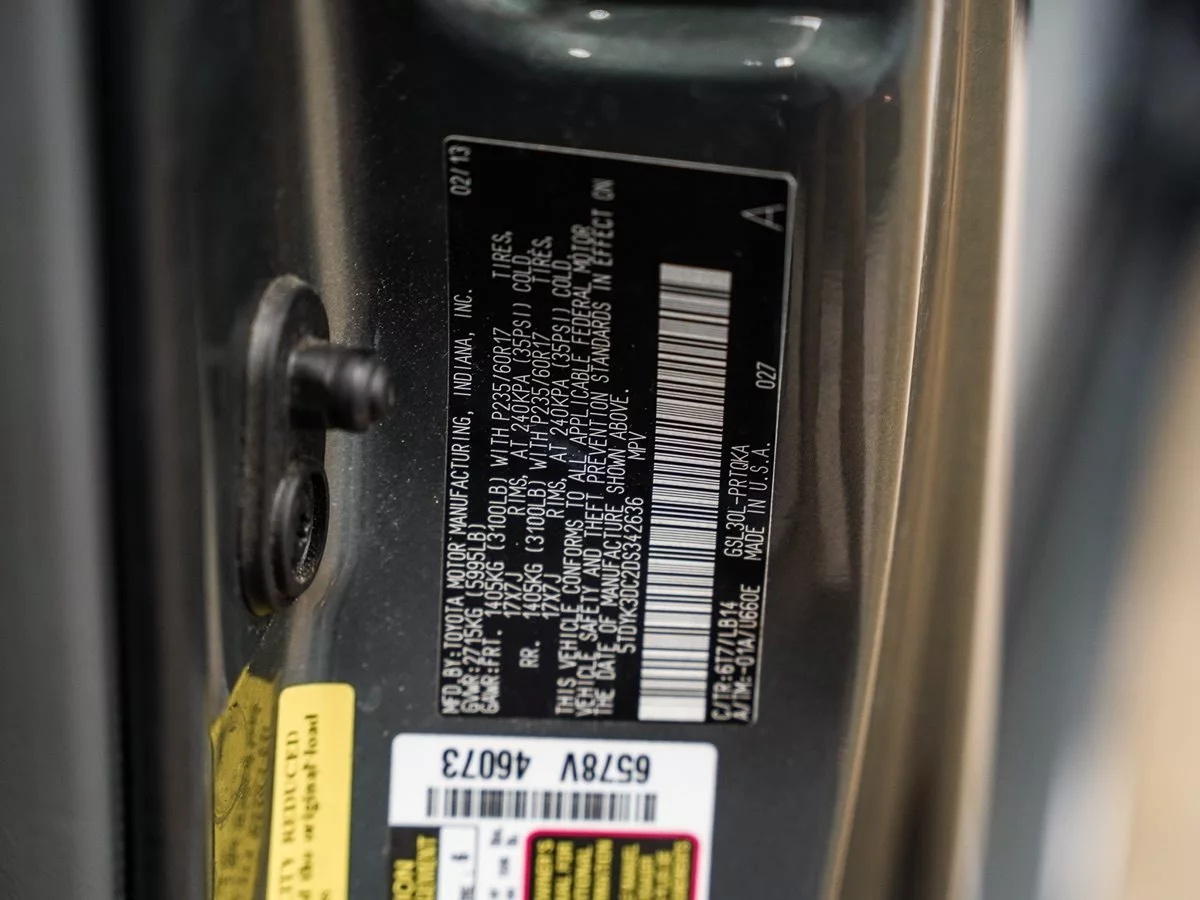 02/13
MFD.BY:TOYOTA MOTOR MANUFACTURING, INDIANA, INC.
GVWR:2715KG (5995LB)
GAWR:FRT. 1405KG (3100LB) WITH P235/60R17 TIRES,
17X7J RIMS, AT 240KPA (35PSI) COLD.
RR. 1405KG (3100LB) WITH P235/60R17 TIRES,
17X7J RIMS, AT 240KPA (35PSI) COLD.
THIS VEHICLE CONFORMS TO ALL APPLICABLE FEDERAL MOTOR
VEHICLE SAFETY AND THEFT PREVENTION STANDARDS IN EFFECT ON
THE DATE OF MANUFACTURE SHOWN ABOVE.
5TDYK3DC2DS342636 MPV
C/TR:6T7/LB14 GSL30L-PRTQKA 027
A/TM:-01A/U660E MADE IN U.S.A.
A
6578V 46073
REDUCED
the original load